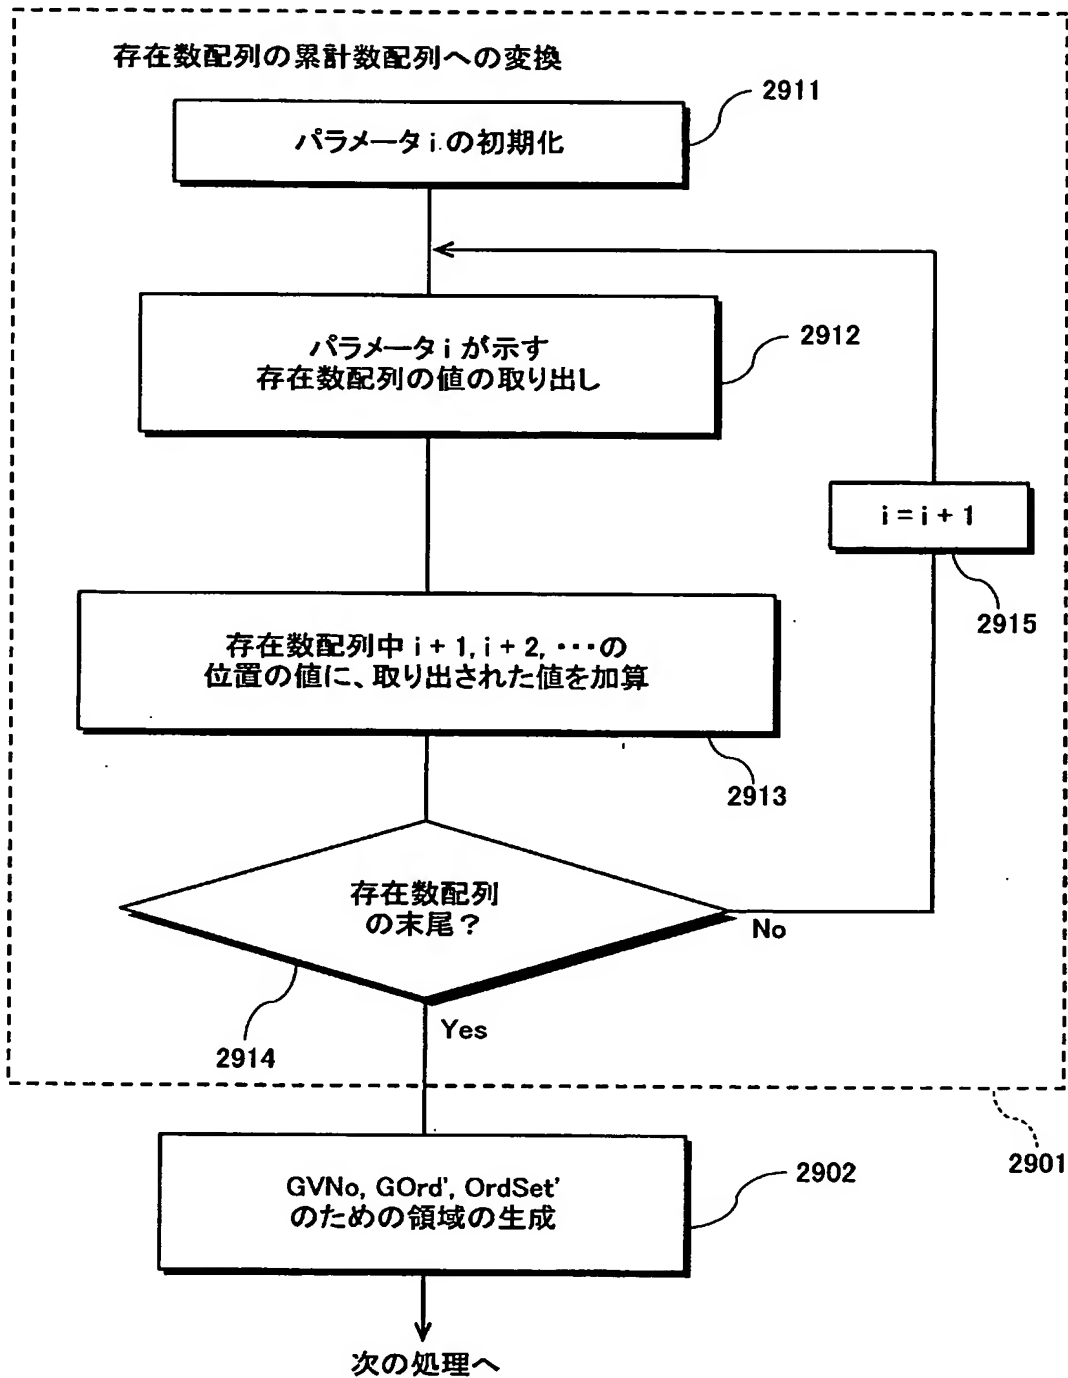 存在数配列の累計数配列への変換
2911
パラメータ i の初期化
2912
パラメータ i が示す
存在数配列の値の取り出し
i = i + 1
2915
存在数配列中 i + 1, i + 2, ・・・の
位置の値に、取り出された値を加算
2913
存在数配列
の末尾？
No
2914
Yes
2901
GVNo, GOrd', OrdSet'
のための領域の生成
2902
次の処理へ